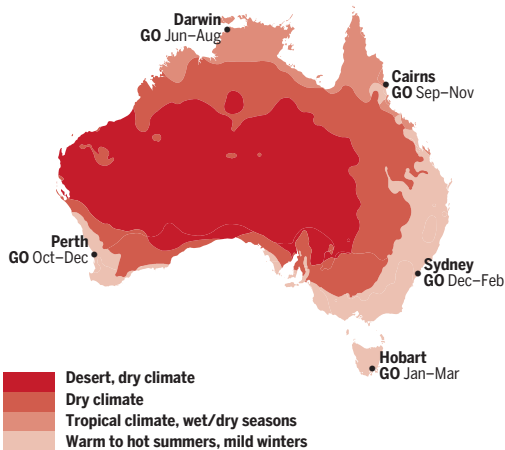 Darwin
GO Jun–Aug
Cairns
GO Sep–Nov
Perth
GO Oct–Dec
Sydney
GO Dec–Feb
Hobart
GO Jan–Mar
Desert, dry climate
Dry climate
Tropical climate, wet/dry seasons
Warm to hot summers, mild winters